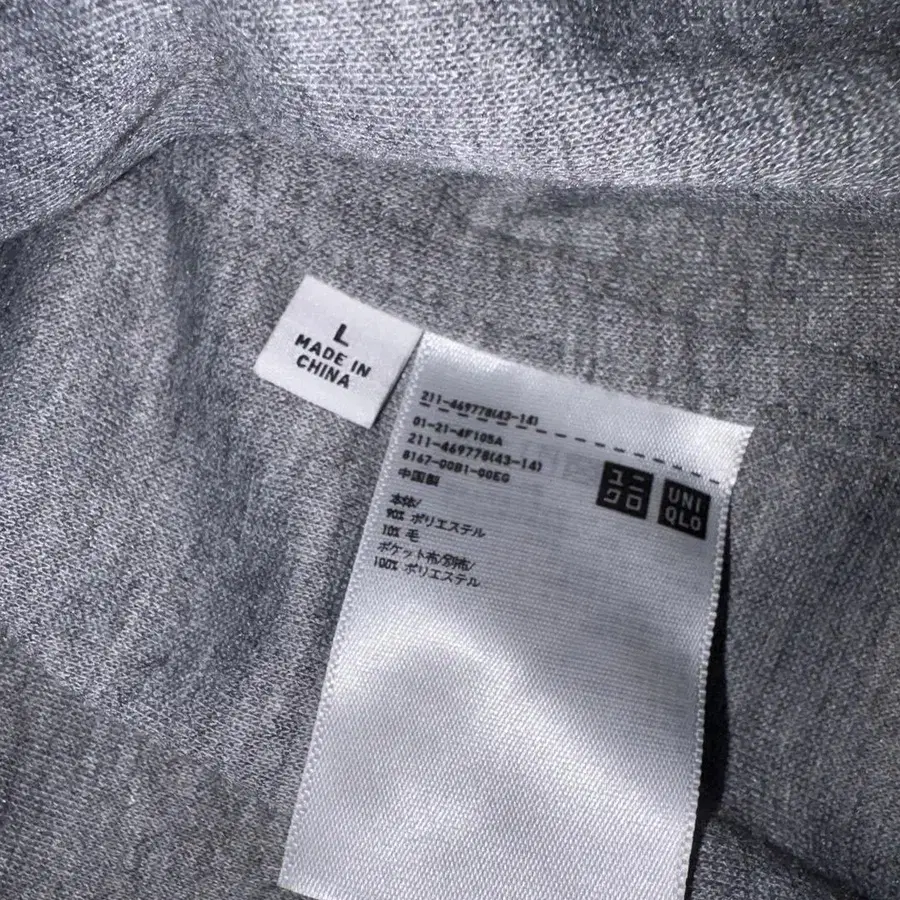 L
MADE IN
CHINA
211-469778(43-14)
01-21-4F105A
211-469778(43-14)
8167-00B1-00EG
中国製
本体/
90% ポリエステル
10% 毛
ポケット布/別布/
100% ポリエステル
ユニ
クロ
UNI
QLO